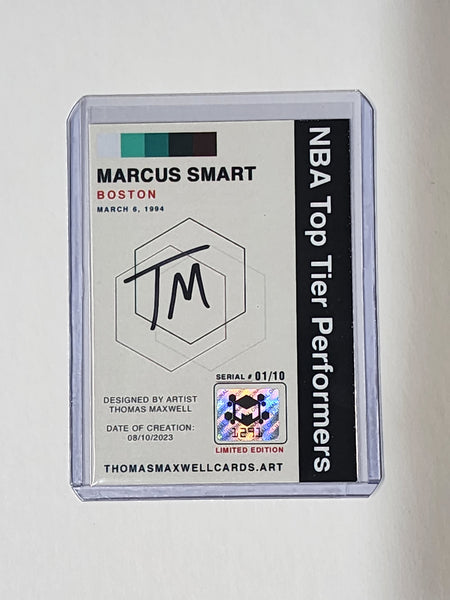 MARCUS SMART
BOSTON
MARCH 6, 1994
TM
SERIAL # 01/10
1291
LIMITED EDITION
DESIGNED BY ARTIST
THOMAS MAXWELL
DATE OF CREATION:
08/10/2023
THOMASMAXWELLCARDS.ART
NBA Top Tier Performers